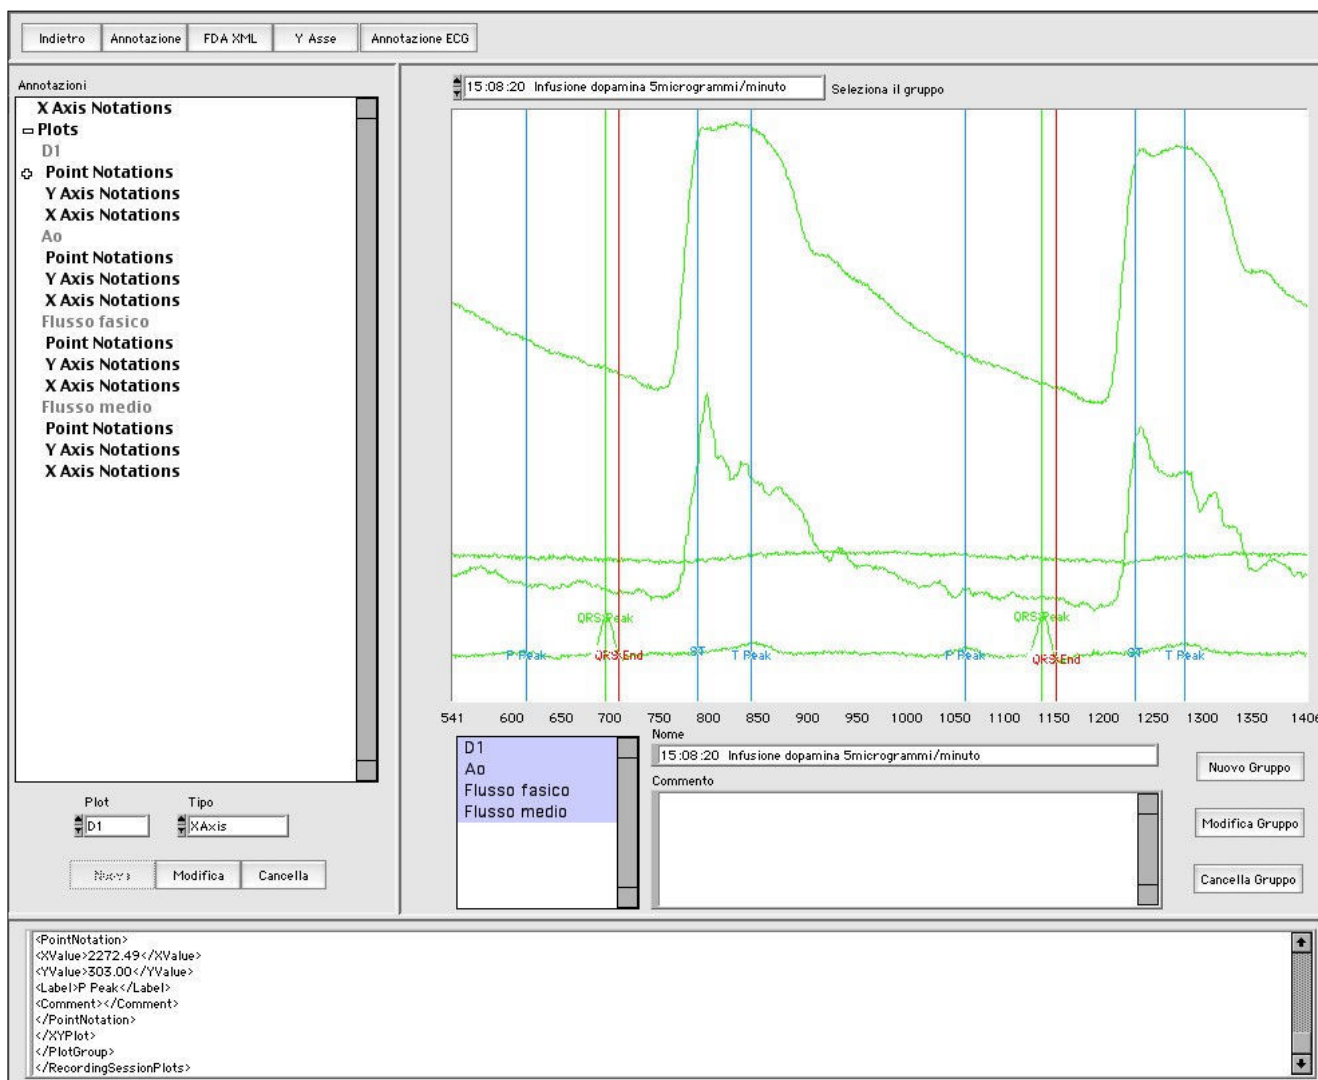 Indietro Annotazione FDA XML Y Asse Annotazione ECG
Annotazioni
X Axis Notations
Plots
D1
Point Notations
Y Axis Notations
X Axis Notations
Ao
Point Notations
Y Axis Notations
X Axis Notations
Flusso fasico
Point Notations
Y Axis Notations
X Axis Notations
Flusso medio
Point Notations
Y Axis Notations
X Axis Notations
Plot Tipo
D1 XAxis
Nuova Modifica Cancella
15:08:20 Infusione dopamina 5microgrammi/minuto Seleziona il gruppo
QRS Peak QRS Peak
P Peak QRS End ST T Peak P Peak QRS End ST T Peak
541 600 650 700 750 800 850 900 950 1000 1050 1100 1150 1200 1250 1300 1350 1406
D1
Ao
Flusso fasico
Flusso medio
Nome
15:08:20 Infusione dopamina 5microgrammi/minuto
Commento
Nuovo Gruppo
Modifica Gruppo
Cancella Gruppo
<PointNotation>
<XValue>2272.49</XValue>
<YValue>303.00</YValue>
<Label>P Peak</Label>
<Comment></Comment>
</PointNotation>
</XYPlot>
</PlotGroup>
</RecordingSessionPlots>